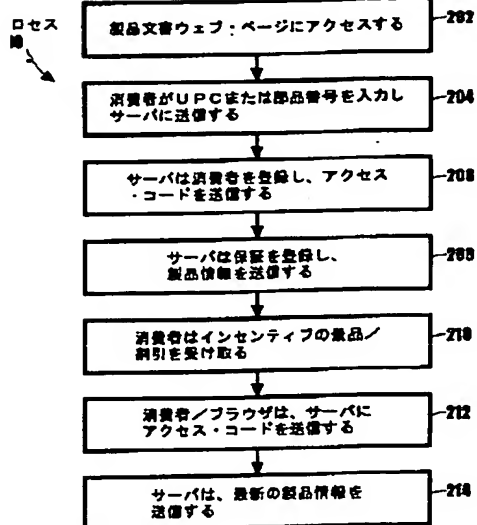 ロセス
製品文書ウェブ・ページにアクセスする
202
消費者がUPCまたは部品番号を入力し
サーバに送信する
204
サーバは消費者を登録し、アクセス
・コードを送信する
サーバは保証を登録し、
製品情報を送信する
消費者はインセンティブの景品/
割引を受け取る
210
消費者/ブラウザは、サーバに
アクセス・コードを送信する
212
サーバは、最新の製品情報を
送信する
214